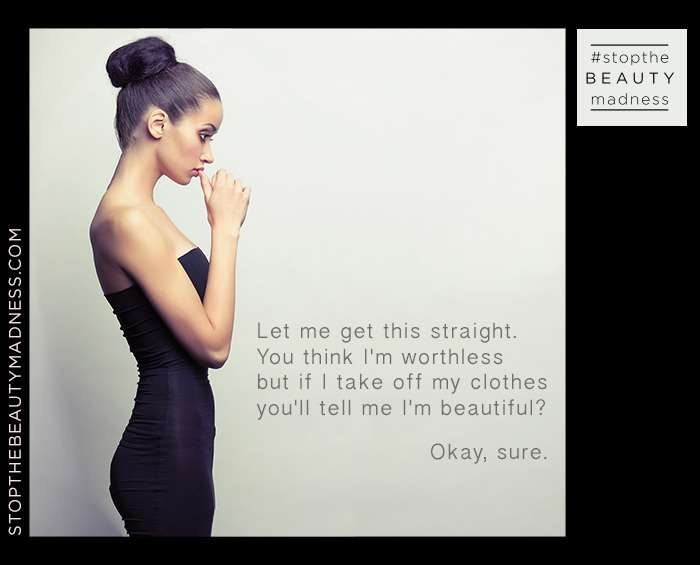 #stopthe
BEAUTY
madness
STOPTHEBEAUTYMADNESS.COM
Let me get this straight.
You think I'm worthless
but if I take off my clothes
you'll tell me I'm beautiful?
Okay, sure.